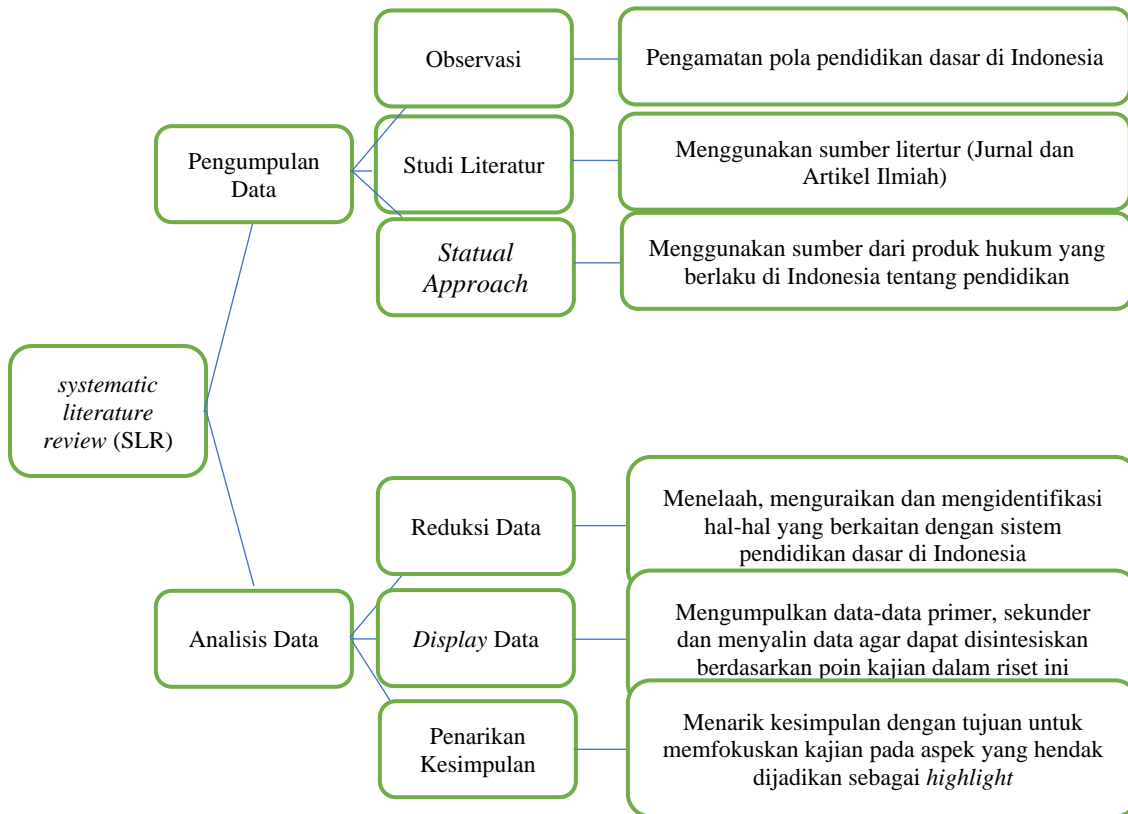 systematic
literature
review (SLR)
Pengumpulan
Data
Observasi
Pengamatan pola pendidikan dasar di Indonesia
Studi Literatur
Menggunakan sumber litertur (Jurnal dan
Artikel Ilmiah)
Statual
Approach
Menggunakan sumber dari produk hukum yang
berlaku di Indonesia tentang pendidikan
Analisis Data
Reduksi Data
Menelaah, menguraikan dan mengidentifikasi
hal-hal yang berkaitan dengan sistem
pendidikan dasar di Indonesia
Display Data
Mengumpulkan data-data primer, sekunder
dan menyalin data agar dapat disintesiskan
berdasarkan poin kajian dalam riset ini
Penarikan
Kesimpulan
Menarik kesimpulan dengan tujuan untuk
memfokuskan kajian pada aspek yang hendak
dijadikan sebagai highlight